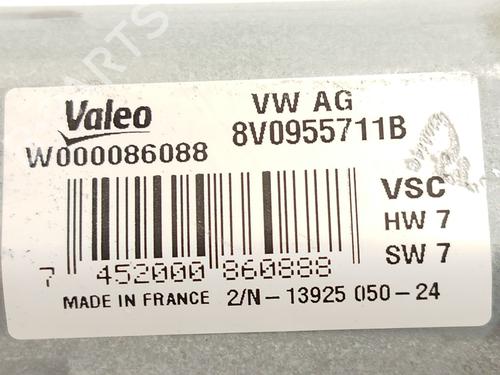 Valeo
W000086088
VW AG
8V0955711B
VSC
HW 7
SW 7
7 452000 860888
MADE IN FRANCE 2/N-13925 050-24